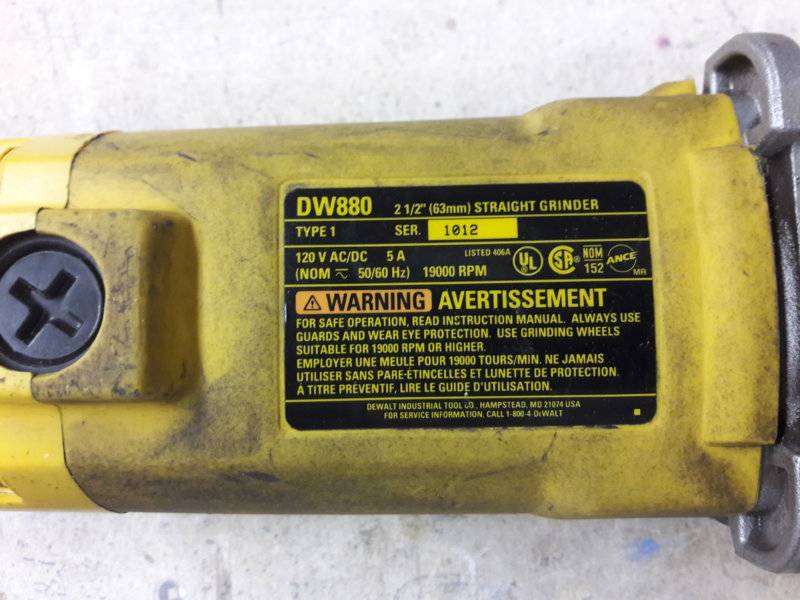 DW880 2 1/2" (63mm) STRAIGHT GRINDER
TYPE 1 SER. 1012
120 V AC/DC 5 A LISTED 406A
(NOM ⎓ 50/60 Hz) 19000 RPM
UL SA NOM 152 ANCE MR
⚠ WARNING AVERTISSEMENT
FOR SAFE OPERATION, READ INSTRUCTION MANUAL. ALWAYS USE
GUARDS AND WEAR EYE PROTECTION. USE GRINDING WHEELS
SUITABLE FOR 19000 RPM OR HIGHER.
EMPLOYER UNE MEULE POUR 19000 TOURS/MIN. NE JAMAIS
UTILISER SANS PARE-ÉTINCELLES ET LUNETTE DE PROTECTION.
À TITRE PRÉVENTIF, LIRE LE GUIDE D'UTILISATION.
DEWALT INDUSTRIAL TOOL CO., HAMPSTEAD, MD 21074 USA
FOR SERVICE INFORMATION, CALL 1-800-4-DEWALT